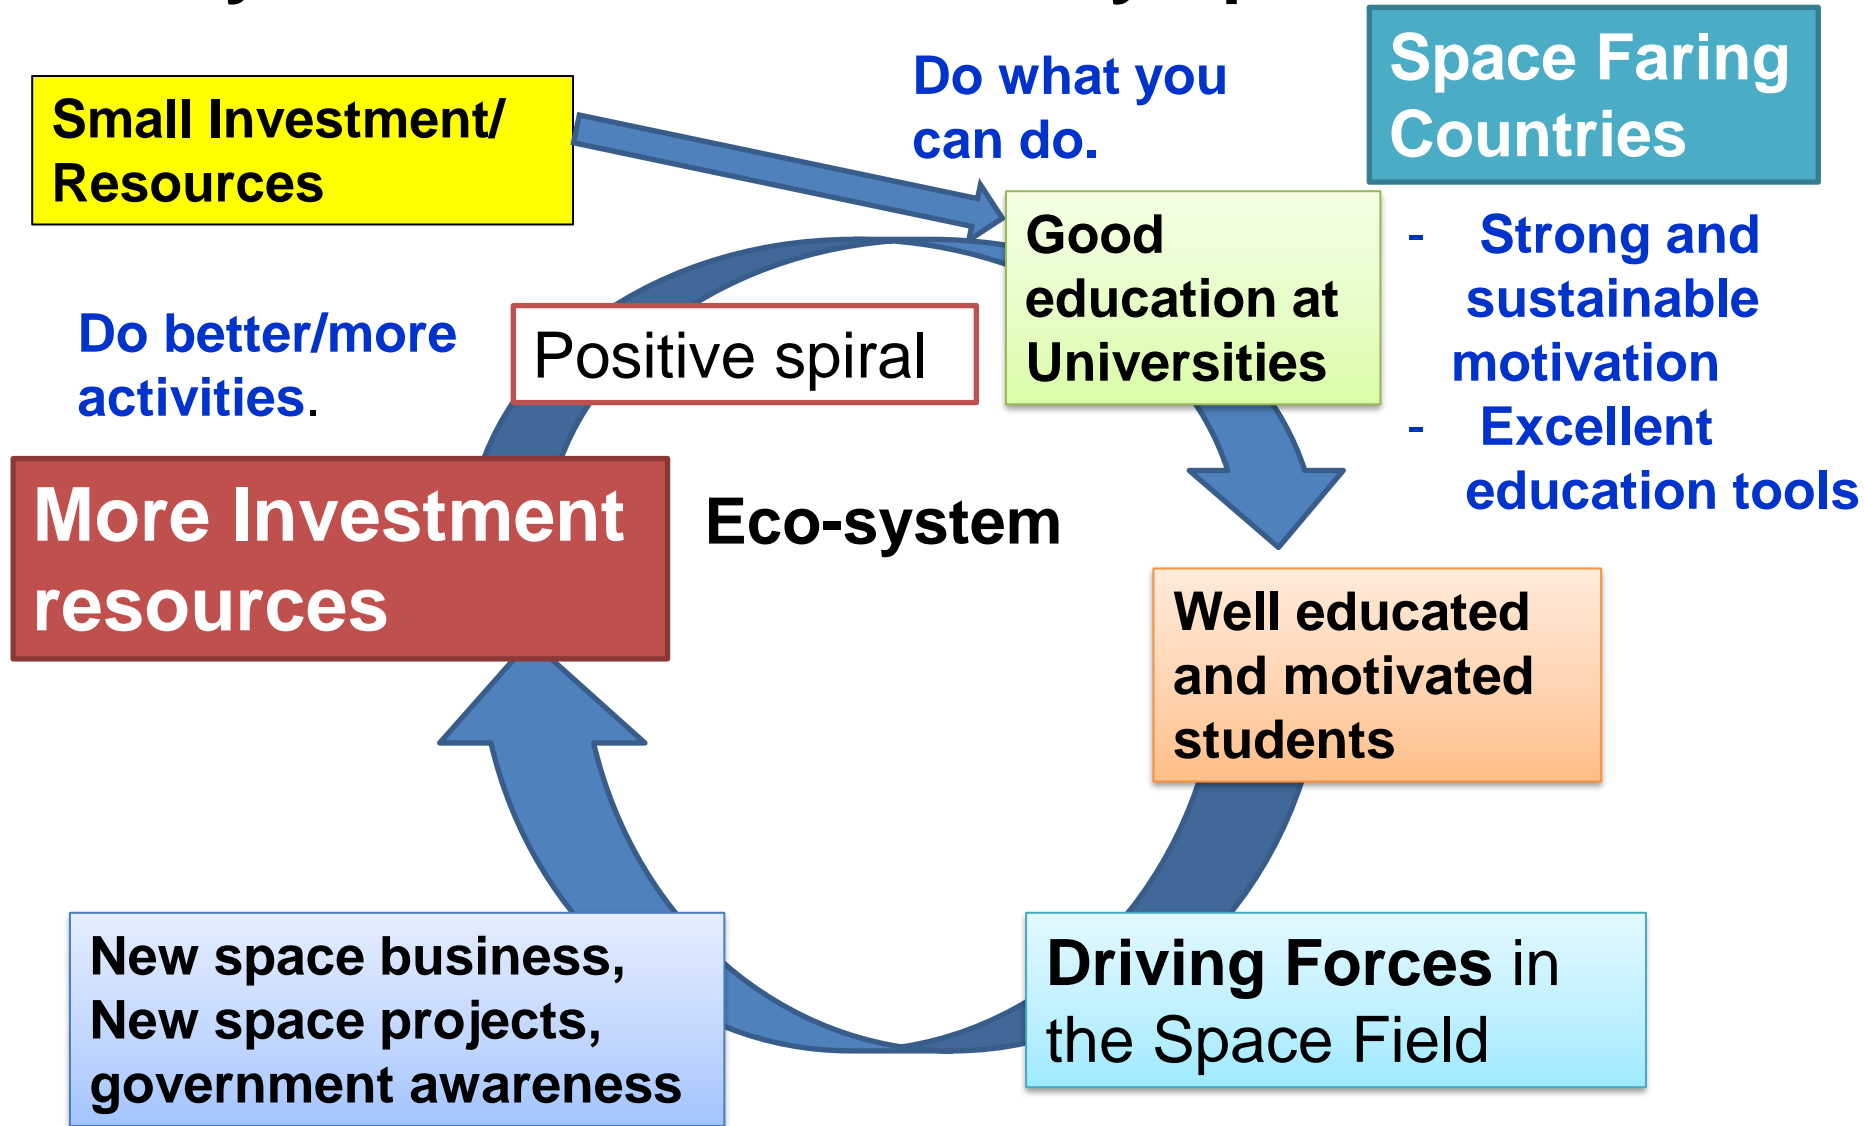 Small Investment/
Resources
Do what you
can do.
Space Faring
Countries
Good
education at
Universities
- Strong and
sustainable
motivation
- Excellent
education tools
Do better/more
activities.
Positive spiral
More Investment
resources
Eco-system
Well educated
and motivated
students
New space business,
New space projects,
government awareness
Driving Forces in
the Space Field